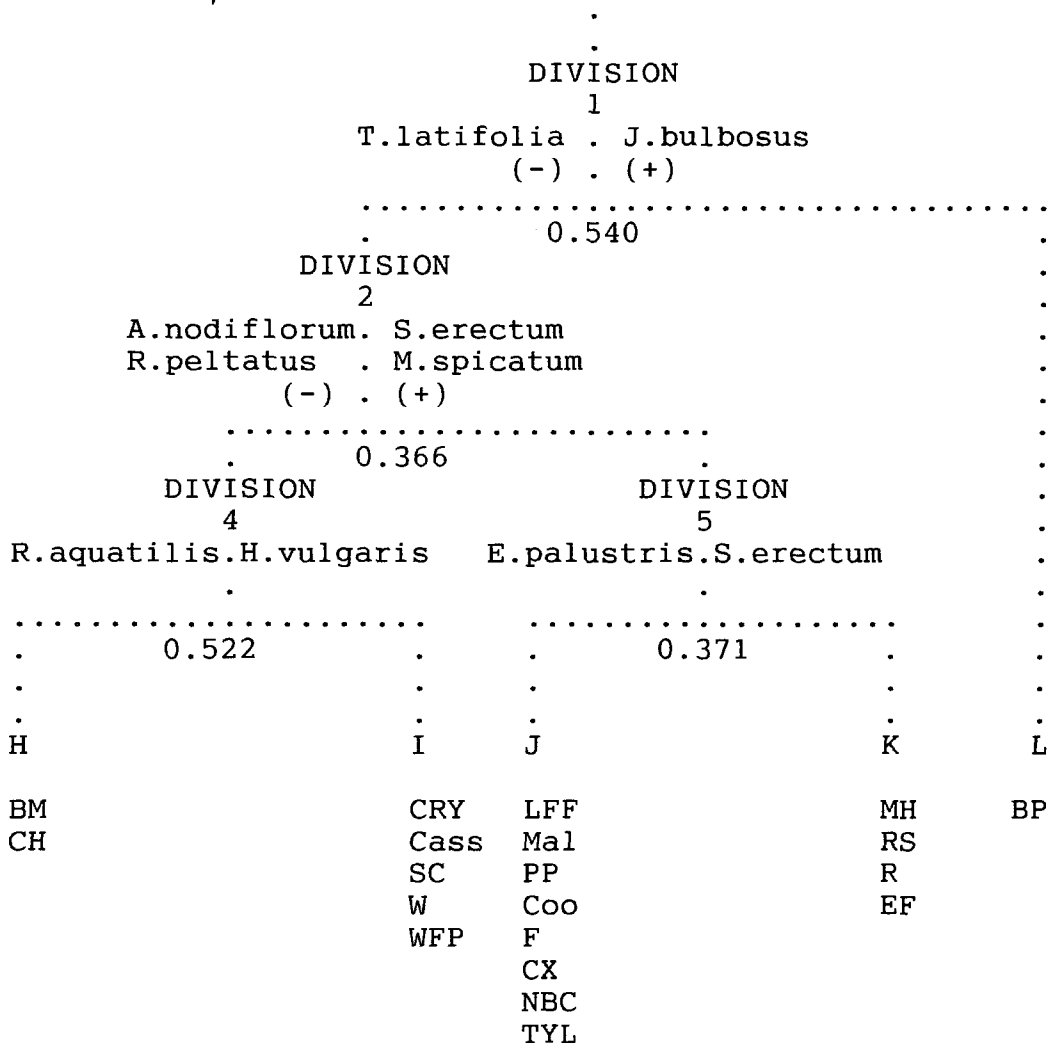 DIVISION
1
T.latifolia . J.bulbosus
(-) . (+)
0.540
DIVISION
2
A.nodiflorum. S.erectum
R.peltatus . M.spicatum
(-) . (+)
0.366
DIVISION DIVISION
4 5
R.aquatilis.H.vulgaris E.palustris.S.erectum
0.522 0.371
H I J K L
BM CRY LFF MH BP
CH Cass Mal RS
SC PP R
W Coo EF
WFP F
CX
NBC
TYL